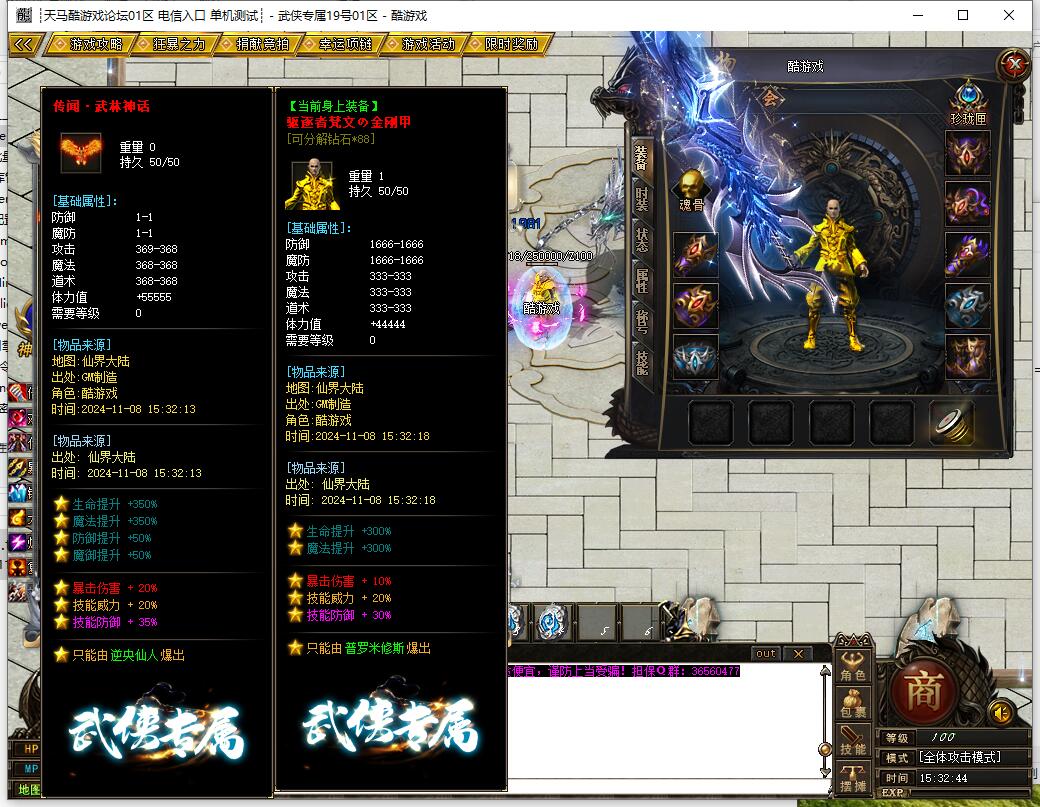 天马酷游戏论坛01区 电信入口 单机测试 - 武侠专属19号01区 - 酷游戏
游戏攻略
狂暴之力
捐献竞拍
幸运项链
游戏活动
限时奖励
传闻·武林神话
重量 0
持久 50/50
[基础属性]:
防御 1-1
魔防 1-1
攻击 369-368
魔法 368-368
道术 368-368
体力值 +55555
需要等级 0
[物品来源]
地图:仙界大陆
出处:GM制造
角色:酷游戏
时间:2024-11-08 15:32:13
[物品来源]
出处: 仙界大陆
时间: 2024-11-08 15:32:13
生命提升 +350%
魔法提升 +350%
防御提升 +50%
魔御提升 +50%
暴击伤害 + 20%
技能威力 + 20%
技能防御 + 35%
只能由逆央仙人爆出
武侠专属
【当前身上装备】
驱逐者梵文の金刚甲
[可分解钻石*88]
重量 1
持久 50/50
[基础属性]:
防御 1666-1666
魔防 1666-1666
攻击 333-333
魔法 333-333
道术 333-333
体力值 +44444
需要等级 0
[物品来源]
地图:仙界大陆
出处:GM制造
角色:酷游戏
时间:2024-11-08 15:32:18
[物品来源]
出处: 仙界大陆
时间: 2024-11-08 15:32:18
生命提升 +300%
魔法提升 +300%
暴击伤害 + 10%
技能威力 + 20%
技能防御 + 30%
只能由普罗米修斯爆出
武侠专属
酷游戏
珍珑匣
魂骨
装备
时装
状态
属性
称号
技能
/250000/Z100
酷游戏
5
6
out
便宜，谨防上当受骗！担保Q群：36560477
角色
包裹
技能
摆摊
商
等级 100
模式 [全体攻击模式]
时间 15:32:44
EXP
HP
MP
地图